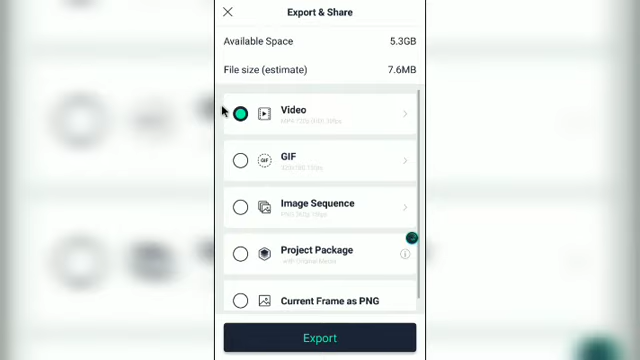 Export & Share
Available Space 5.3GB
File size (estimate) 7.6MB
Video
GIF
GIF
Image Sequence
Project Package
Current Frame as PNG
Export